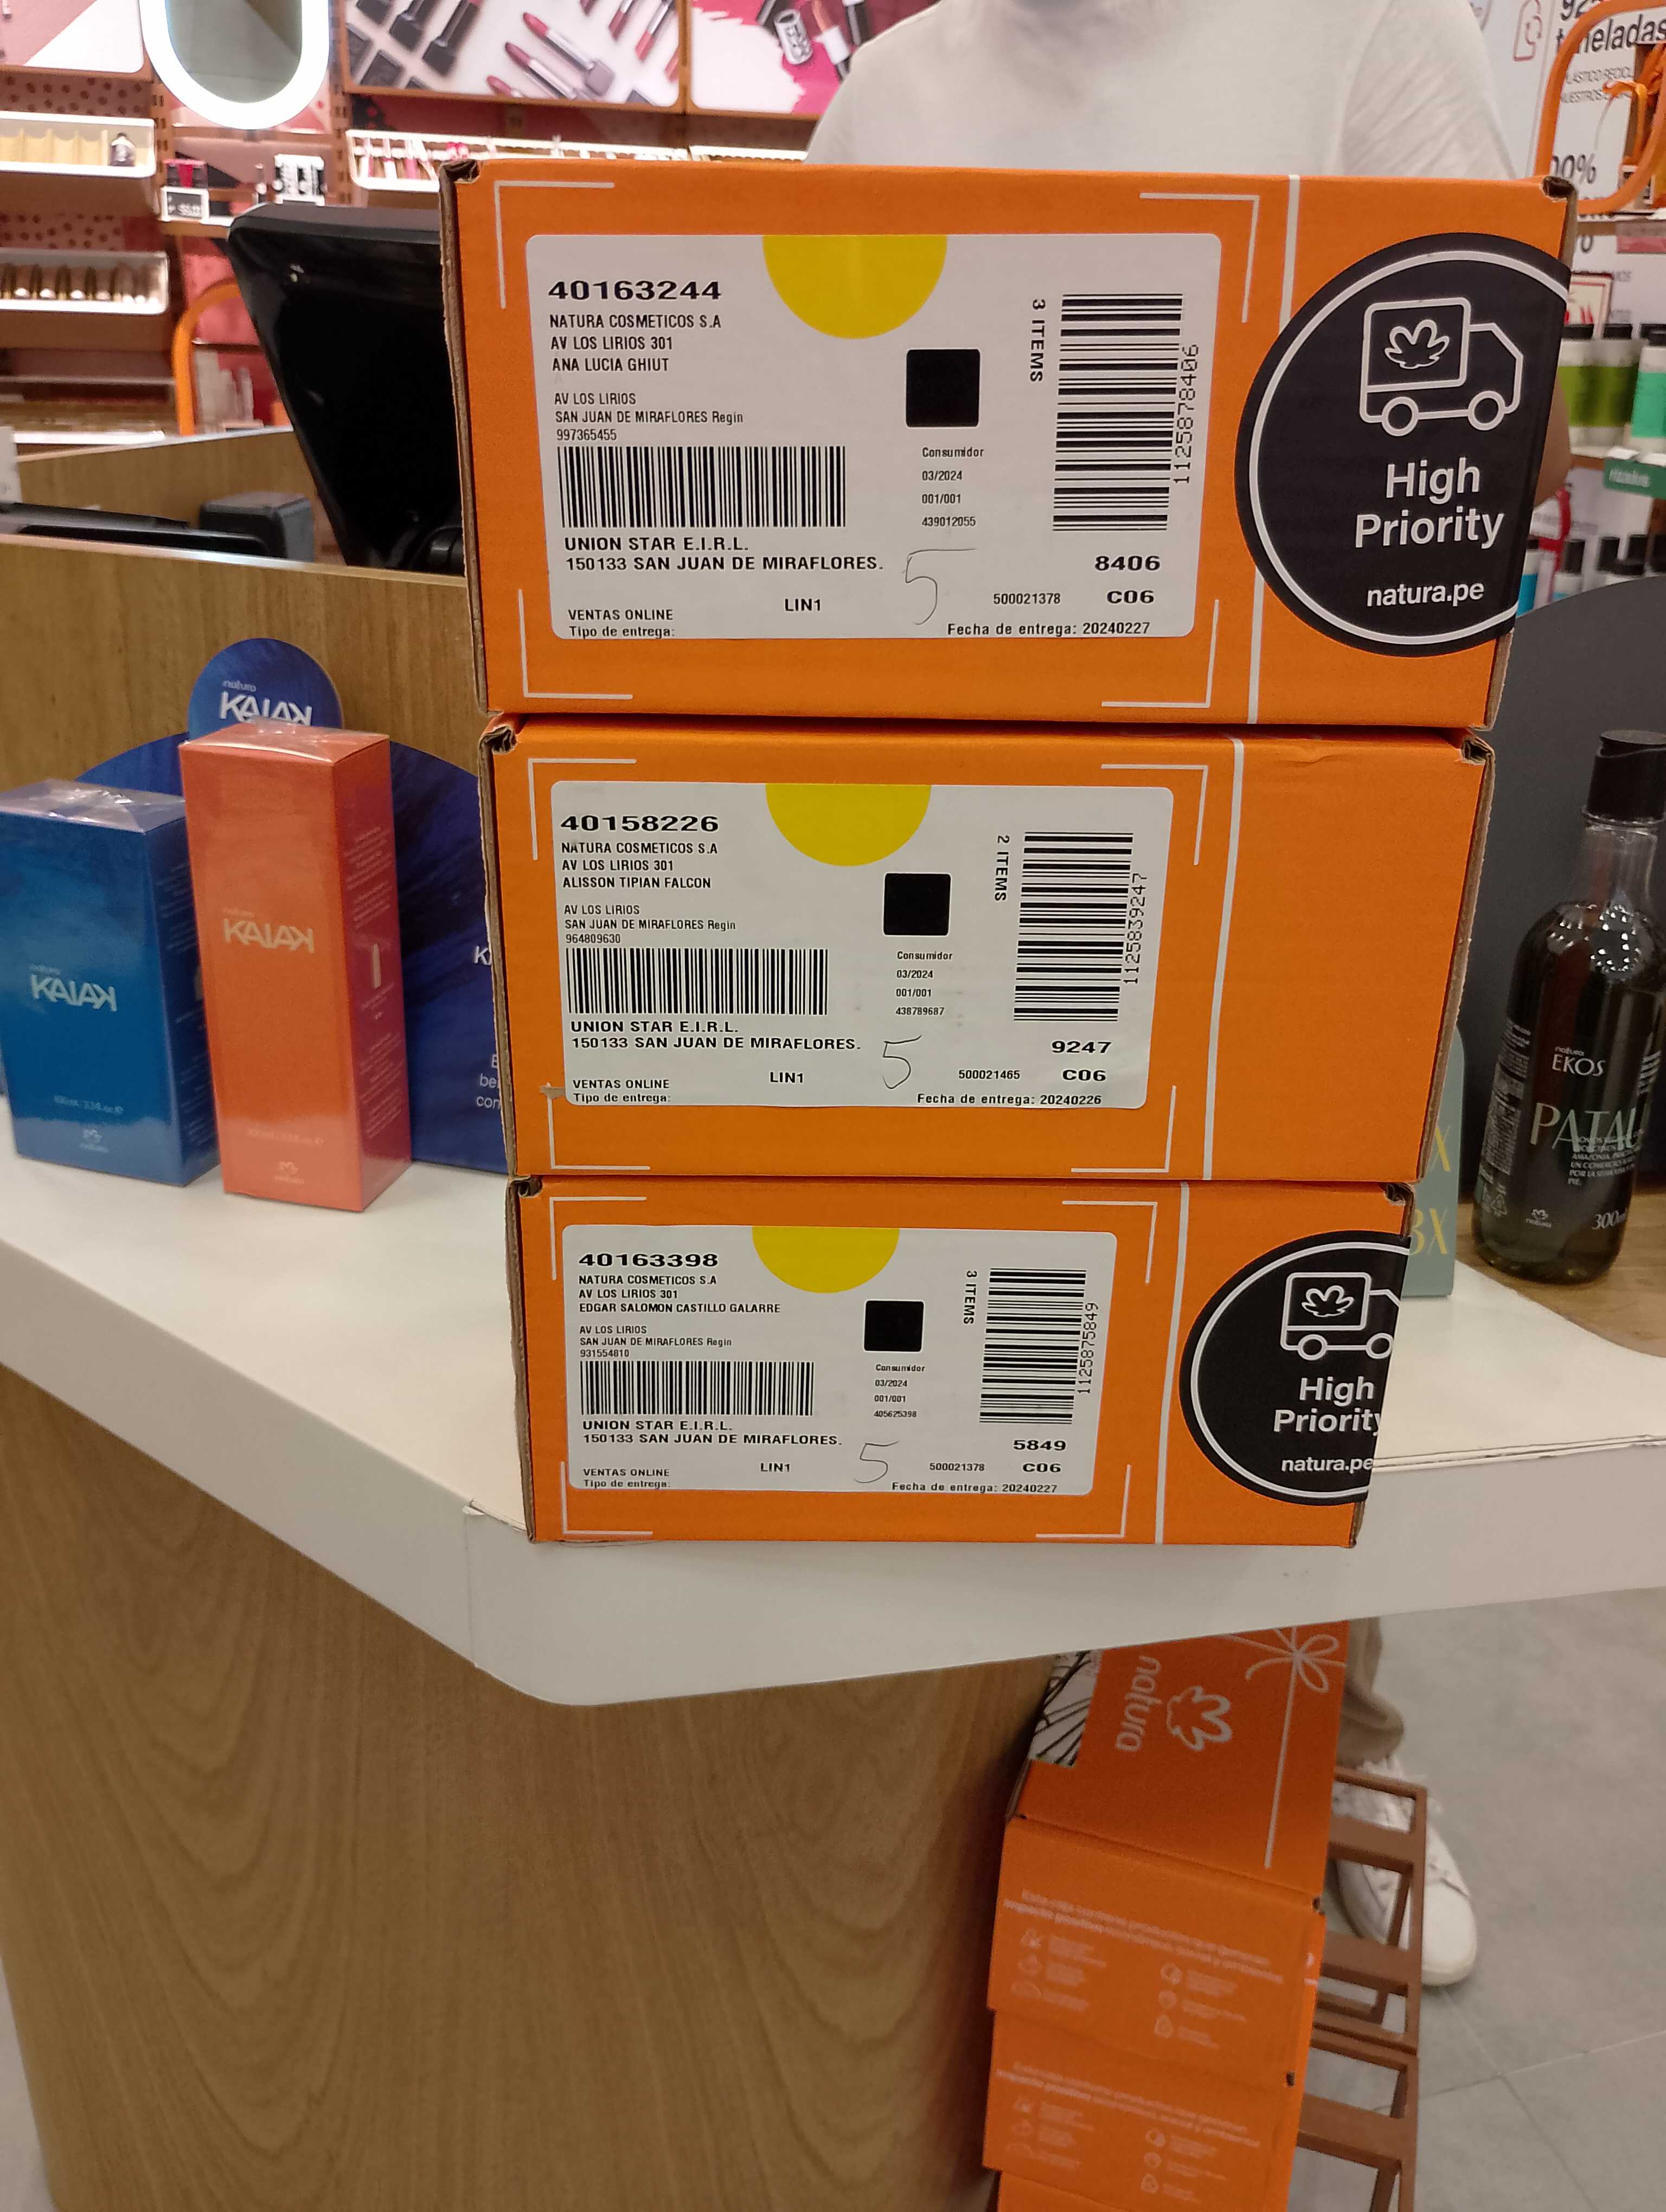 40163244
NATURA COSMETICOS S.A
AV LOS LIRIOS 301
ANA LUCIA GHIUT
AV LOS LIRIOS
SAN JUAN DE MIRAFLORES Regin
997365455
UNION STAR E.I.R.L.
150133 SAN JUAN DE MIRAFLORES.
VENTAS ONLINE
LIN1
Tipo de entrega:
Consumidor
03/2024
001/001
439012055
5
3 ITEMS
1125878406
8406
500021378
C06
Fecha de entrega: 20240227
High
Priority
natura.pe
40158226
NATURA COSMETICOS S.A
AV LOS LIRIOS 301
ALISSON TIPIAN FALCON
AV LOS LIRIOS
SAN JUAN DE MIRAFLORES Regin
964809630
UNION STAR E.I.R.L.
150133 SAN JUAN DE MIRAFLORES.
VENTAS ONLINE
LIN1
Tipo de entrega:
Consumidor
03/2024
001/001
438789687
5
2 ITEMS
1125839247
9247
500021465
C06
Fecha de entrega: 20240226
40163398
NATURA COSMETICOS S.A
AV LOS LIRIOS 301
EDGAR SALOMON CASTILLO GALARRE
AV LOS LIRIOS
SAN JUAN DE MIRAFLORES Regin
931554810
UNION STAR E.I.R.L.
150133 SAN JUAN DE MIRAFLORES.
VENTAS ONLINE
LIN1
Tipo de entrega:
Consumidor
03/2024
001/001
405625398
5
3 ITEMS
1125875849
5849
500021378
C06
Fecha de entrega: 20240227
High
Priority
natura.pe
natura
KAIAK
natura
KAIAK
natura
natura
KAIAK
natura
natura
EKOS
natura
natura